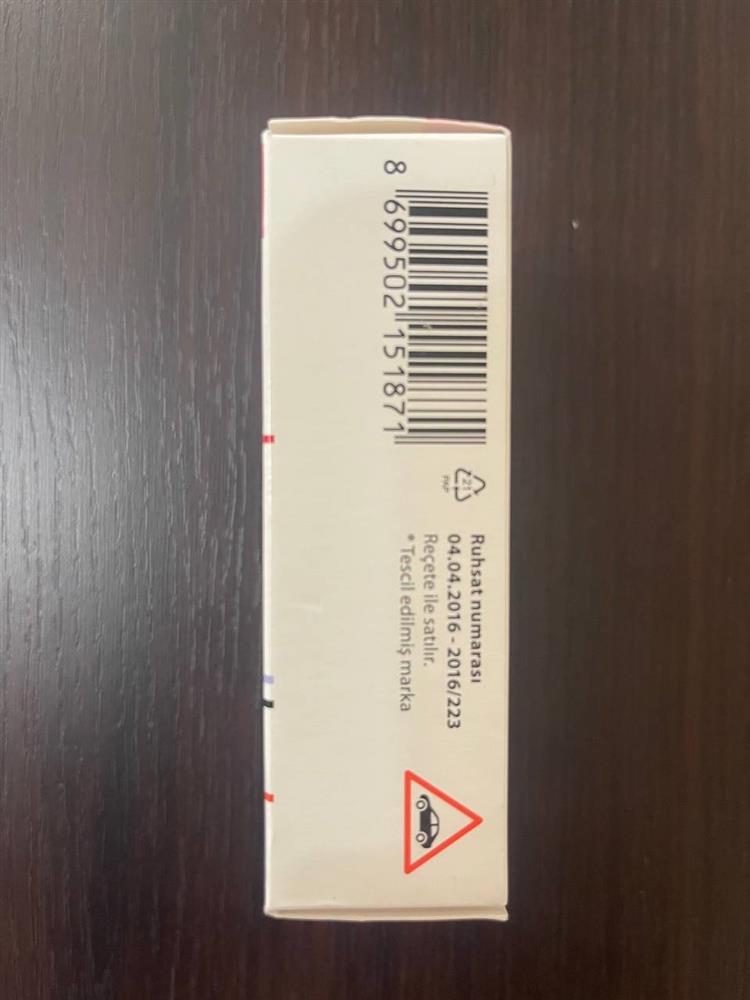 8 699502 151871
21
PAP
Ruhsat numarası
04.04.2016 - 2016/223
Reçete ile satılır.
* Tescil edilmiş marka